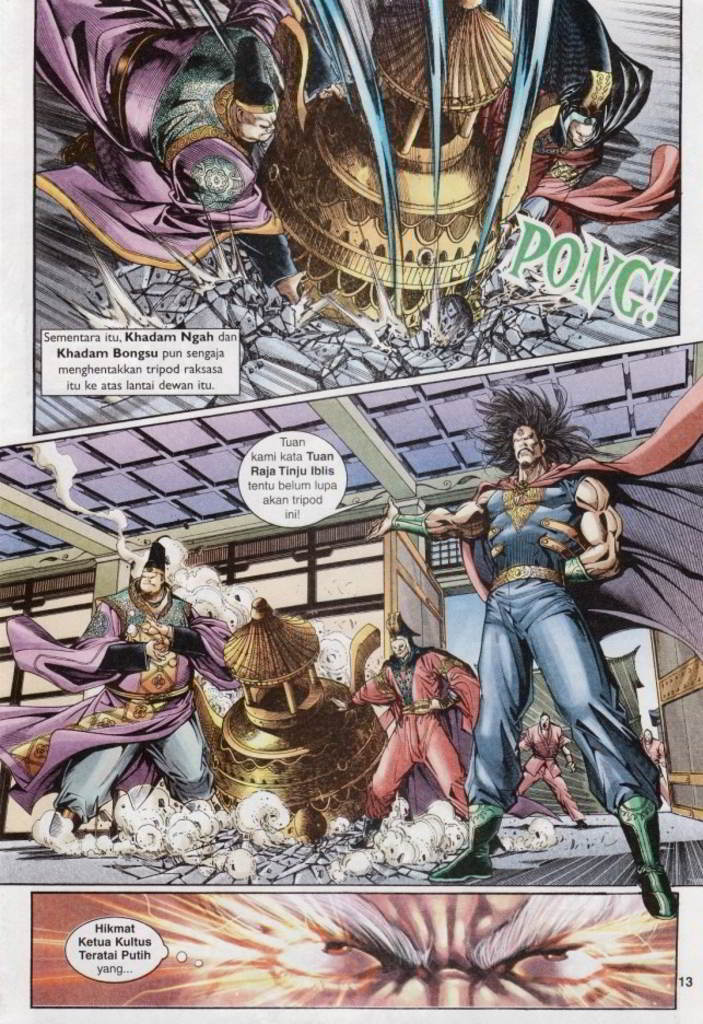 PONG!
Sementara itu, Khadam Ngah dan
Khadam Bongsu pun sengaja
menghentakkan tripod raksasa
itu ke atas lantai dewan itu.
Tuan
kami kata Tuan
Raja Tinju Iblis
tentu belum lupa
akan tripod
ini!
Hikmat
Ketua Kultus
Teratai Putih
yang...
13